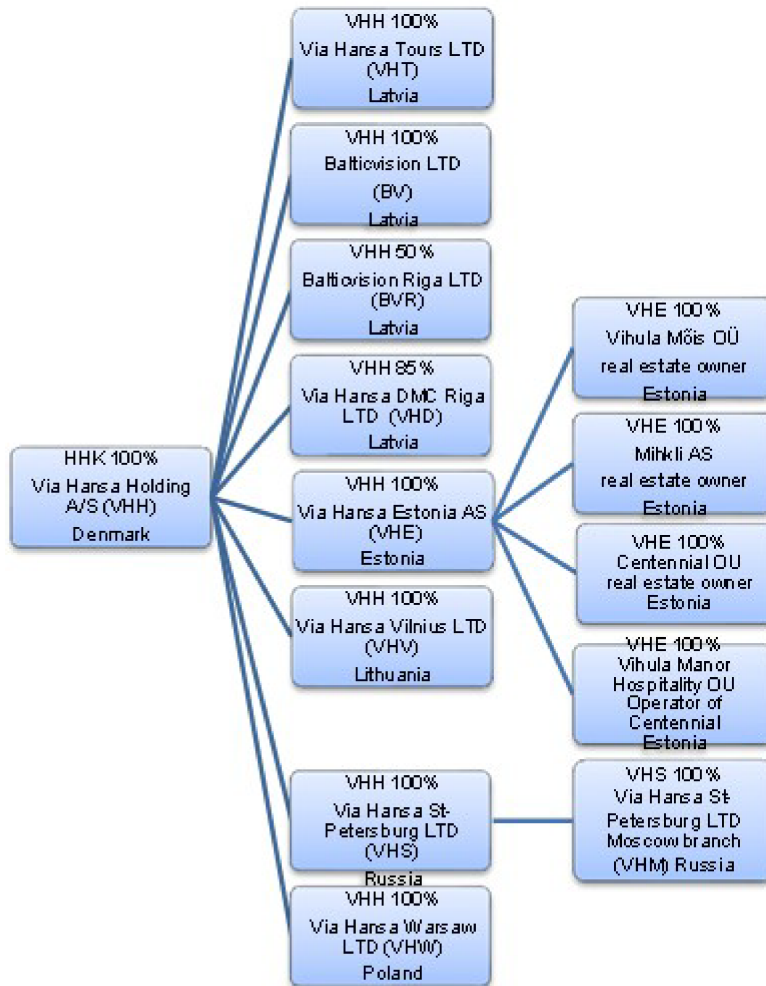 HHK 100%
Via Hansa Holding
A/S (VHH)
Denmark
VHH 100%
Via Hansa Tours LTD
(VHT)
Latvia
VHH 100%
Balticvision LTD
(BV)
Latvia
VHH 50%
Balticvision Riga LTD
(BVR)
Latvia
VHH 85%
Via Hansa DMC Riga
LTD (VHD)
Latvia
VHH 100%
Via Hansa Estonia AS
(VHE)
Estonia
VHH 100%
Via Hansa Vilnius LTD
(VHV)
Lithuania
VHH 100%
Via Hansa St-
Petersburg LTD
(VHS)
Russia
VHH 100%
Via Hansa Warsaw
LTD (VHW)
Poland
VHE 100%
Vihula Mõis OÜ
real estate owner
Estonia
VHE 100%
Mihkli AS
real estate owner
Estonia
VHE 100%
Centennial OU
real estate owner
Estonia
VHE 100%
Vihula Manor
Hospitality OU
Operator of
Centennial
Estonia
VHS 100%
Via Hansa St-
Petersburg LTD
Moscow branch
(VHM) Russia